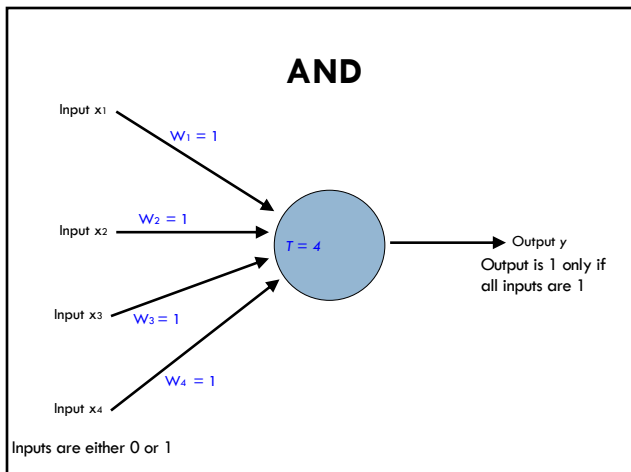 AND
Input x1
W1 = 1
Input x2
W2 = 1
T = 4
Output y
Output is 1 only if
all inputs are 1
Input x3
W3 = 1
W4 = 1
Input x4
Inputs are either 0 or 1